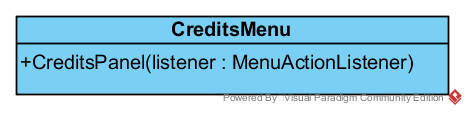 CreditsMenu
+CreditsPanel(listener : MenuActionListener)
Powered By Visual Paradigm Community Edition